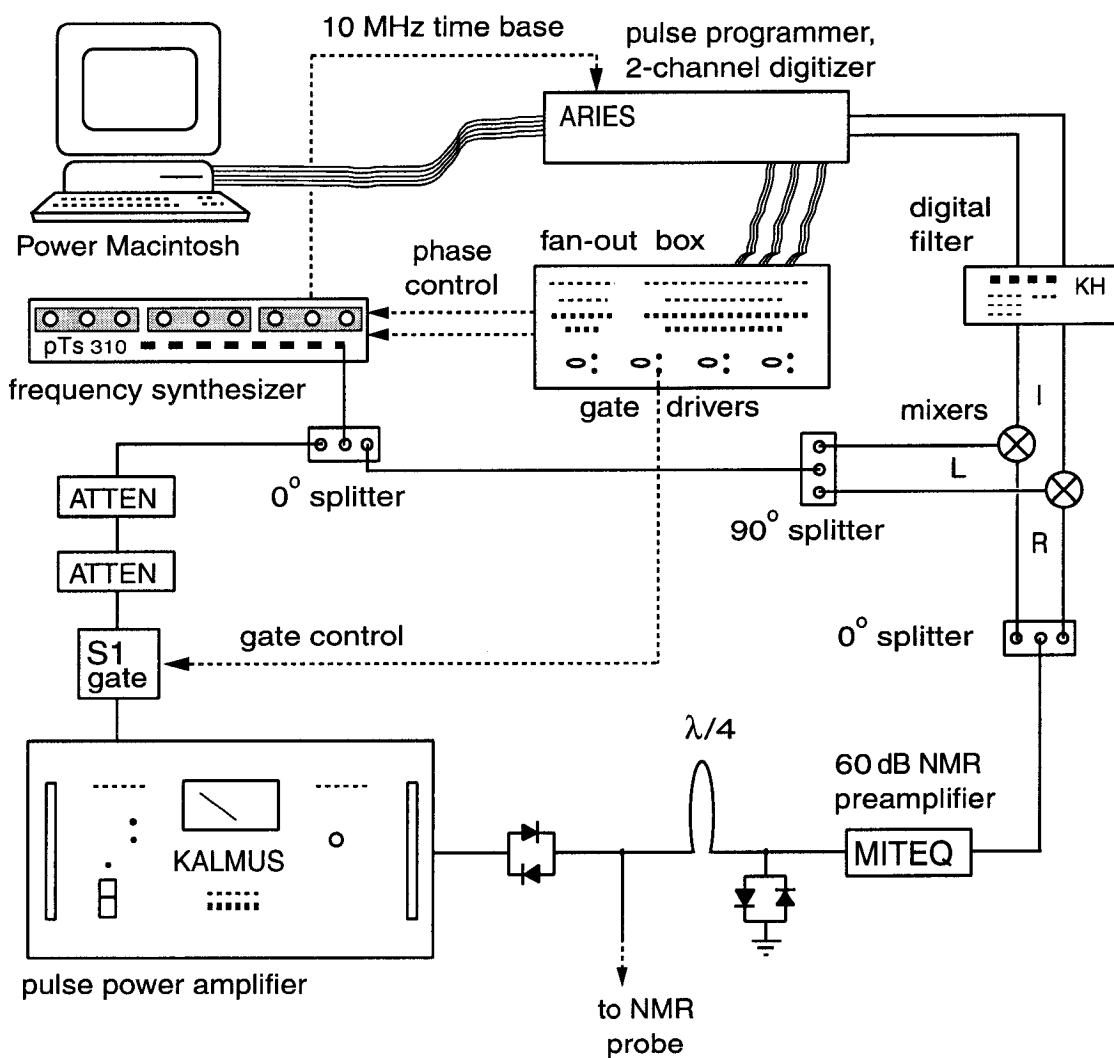 10 MHz time base
pulse programmer,
2-channel digitizer
ARIES
Power Macintosh
phase
control
fan-out box
digital
filter
KH
pTs 310
frequency synthesizer
gate drivers
mixers
I
L
0° splitter
90° splitter
R
ATTEN
ATTEN
gate control
0° splitter
S1
gate
λ/4
60 dB NMR
preamplifier
KALMUS
MITEQ
pulse power amplifier
to NMR
probe